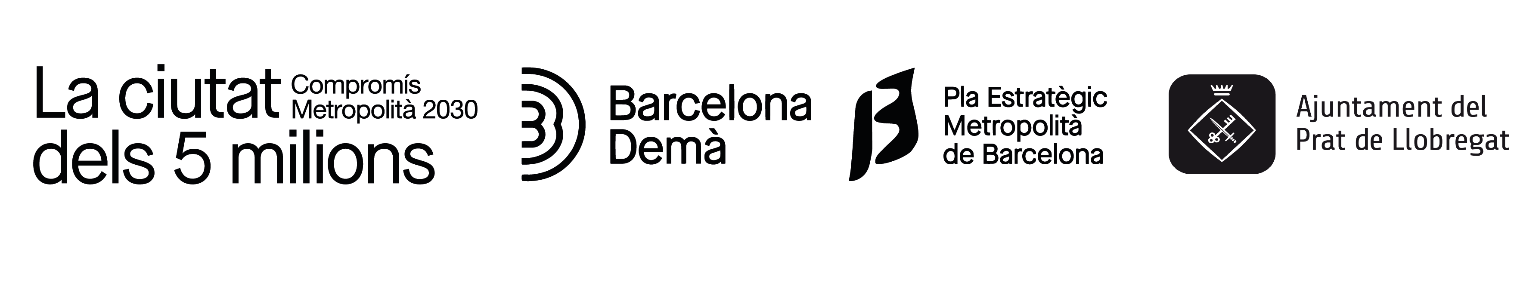 La ciutat
dels 5 milions
Compromís
Metropolità 2030
Barcelona
Demà
Pla Estratègic
Metropolità
de Barcelona
Ajuntament del
Prat de Llobregat